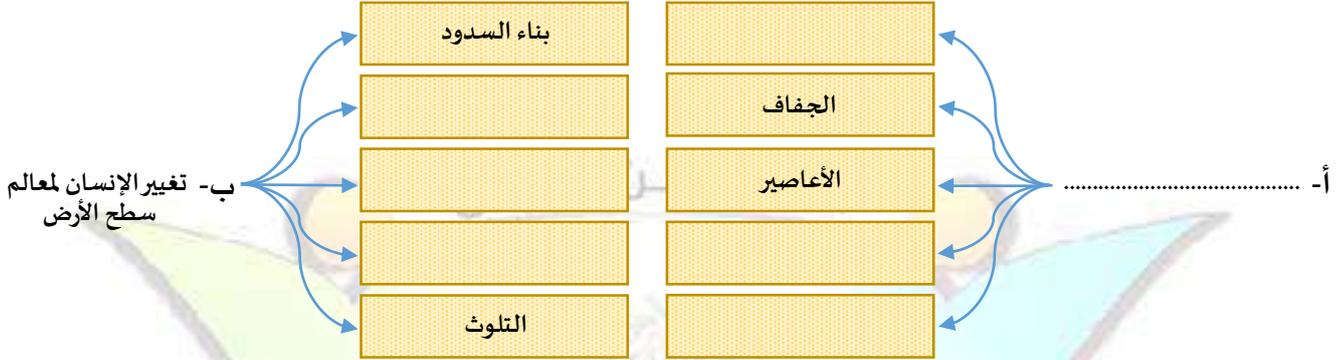 بناء السدود
الجفاف
أ- ........................................
الأعاصير
ب- تغيير الإنسان لمعالم
سطح الأرض
التلوث